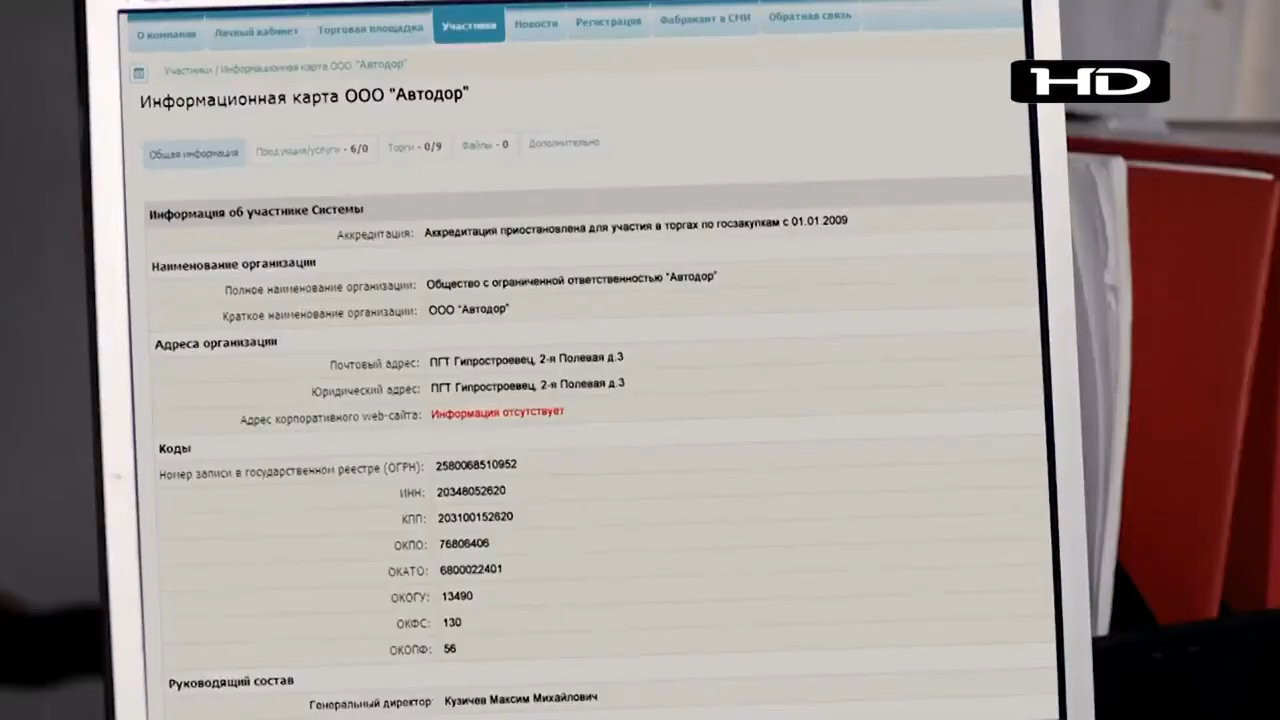 О компании Личный кабинет Торговая площадка Участники Новости Регистрация Фабрикант в СМИ Обратная связь
HD
Участники / Информационная карта ООО "Автодор"
Информационная карта ООО "Автодор"
Общая информация Продукция/услуги - 6/0 Торги - 0/9 Файлы - 0 Дополнительно
Информация об участнике Системы
Аккредитация: Аккредитация приостановлена для участия в торгах по госзакупкам с 01.01.2009
Наименование организации
Полное наименование организации: Общество с ограниченной ответственностью "Автодор"
Краткое наименование организации: ООО "Автодор"
Адреса организации
Почтовый адрес: ПГТ Гипростроевец, 2-я Полевая д.3
Юридический адрес: ПГТ Гипростроевец, 2-я Полевая д.3
Адрес корпоративного web-сайта: Информация отсутствует
Коды
Номер записи в государственном реестре (ОГРН): 2580068510952
ИНН: 20348052620
КПП: 203100152620
ОКПО: 76806406
ОКАТО: 6800022401
ОКОГУ: 13490
ОКФС: 130
ОКОПФ: 56
Руководящий состав
Генеральный директор: Кузичев Максим Михайлович